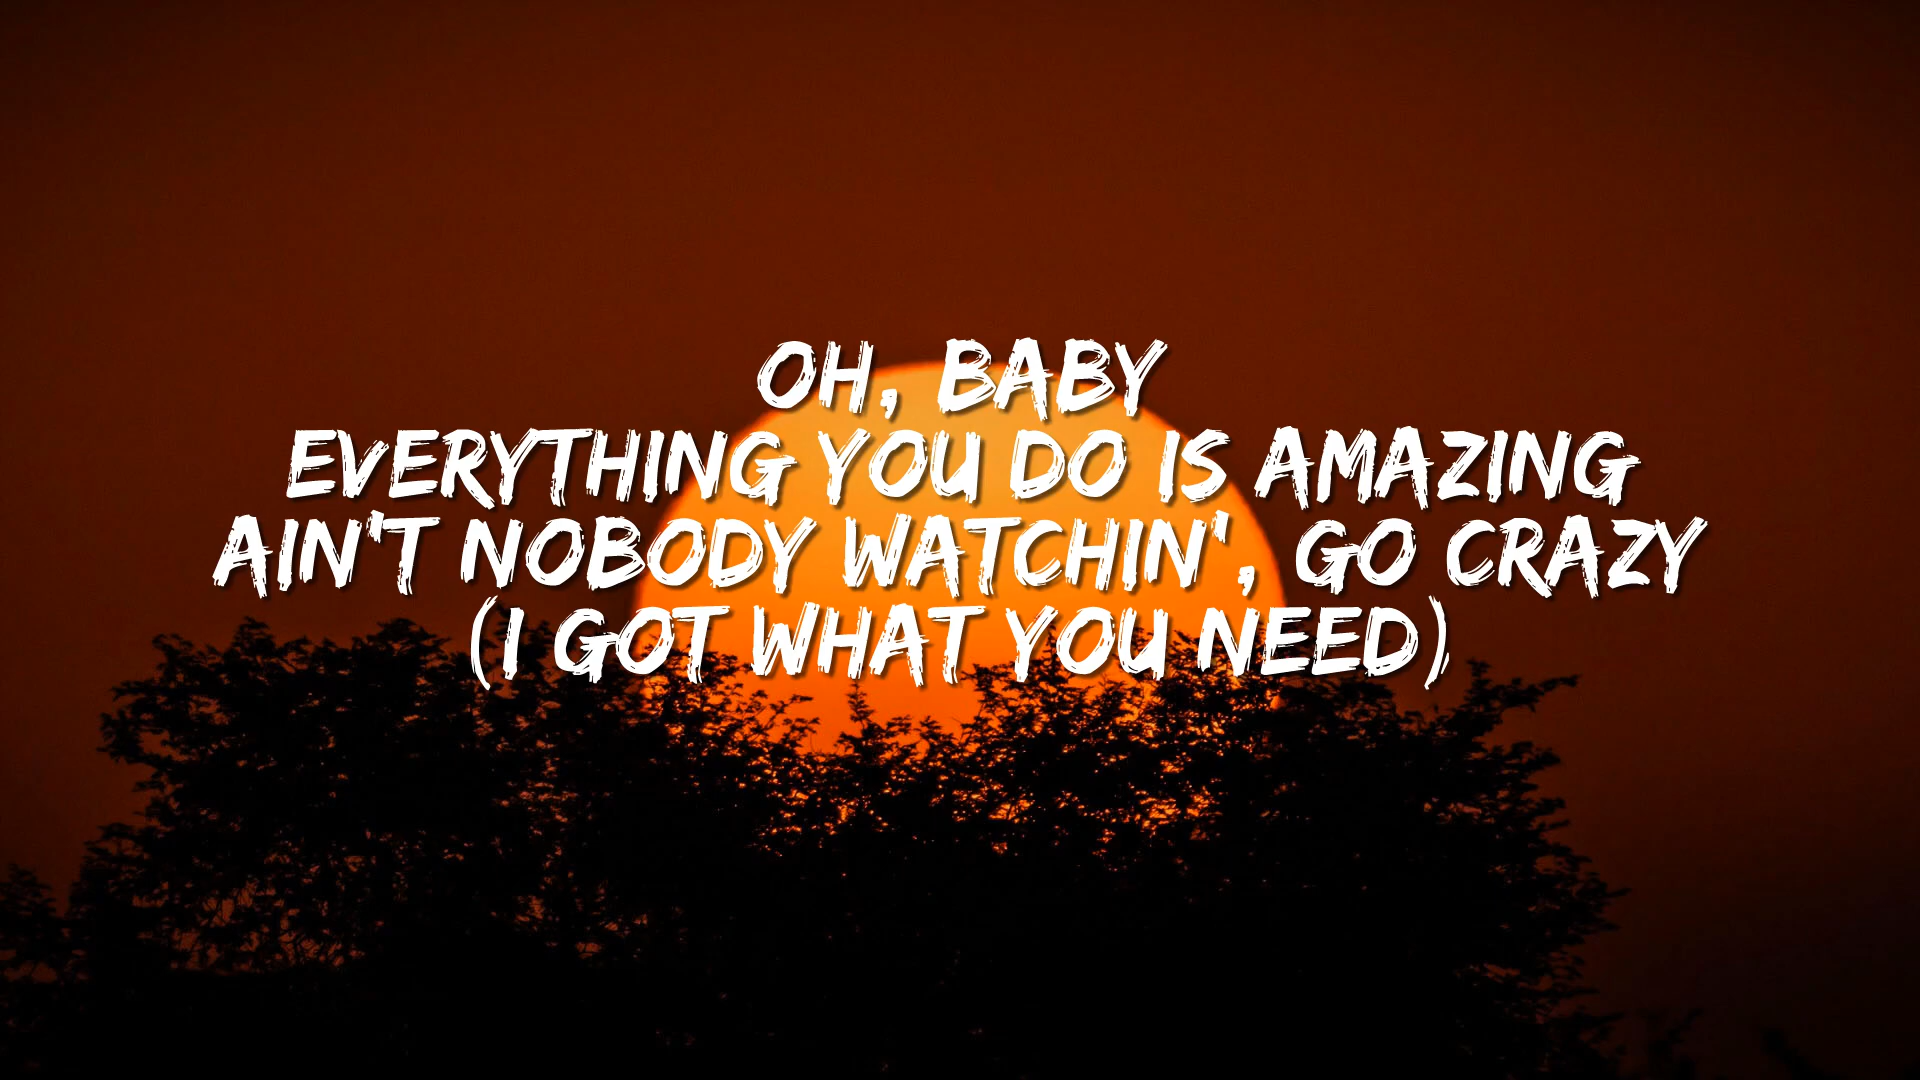 OH, BABY
EVERYTHING YOU DO IS AMAZING
AIN'T NOBODY WATCHIN', GO CRAZY
(I GOT WHAT YOU NEED)